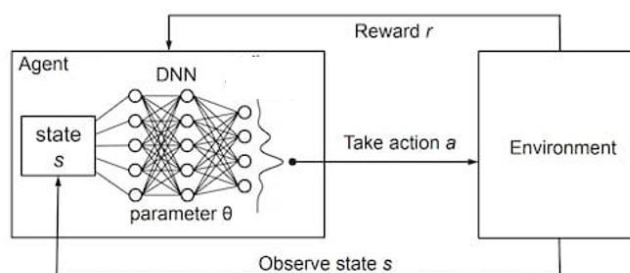 Reward r
Agent
DNN
state
s
Take action a
Environment
parameter θ
Observe state s